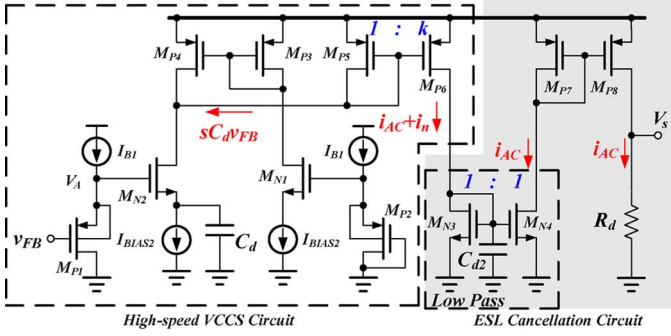 1 : k
M_P4
M_P3
M_P5
M_P6
M_P7
M_P8
sC_dv_FB
i_AC+i_n
i_AC
i_AC
V_s
I_B1
I_B1
V_A
M_N2
M_N1
1 : 1
v_FB
M_P1
I_BIAS2
C_d
I_BIAS2
M_P2
M_N3
M_N4
C_d2
R_d
Low Pass
High-speed VCCS Circuit
ESL Cancellation Circuit